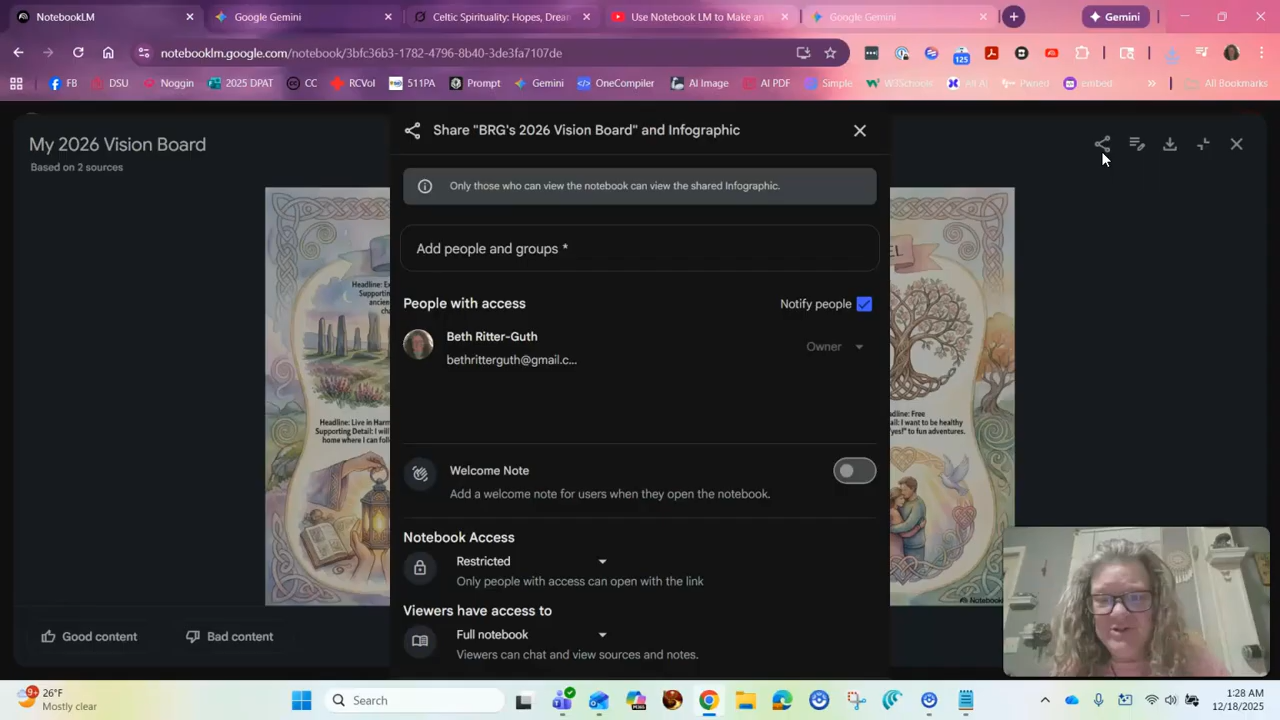 NotebookLM
Google Gemini
Celtic Spirituality: Hopes, Drea
Use Notebook LM to Make an
Google Gemini
Gemini
notebooklm.google.com/notebook/3bfc36b3-1782-4796-8b40-3de3fa7107de
125
FB
DSU
Noggin
2025 DPAT
CC
RCVol
511PA
Prompt
Gemini
OneCompiler
AI Image
AI PDF
Simple
W3Schools
Pwned
embed
All Bookmarks
My 2026 Vision Board
Based on 2 sources
Share "BRG's 2026 Vision Board" and Infographic
Only those who can view the notebook can view the shared Infographic.
Add people and groups *
People with access
Notify people
Beth Ritter-Guth
bethritterguth@gmail.c...
Owner
Welcome Note
Add a welcome note for users when they open the notebook.
Notebook Access
Restricted
Only people with access can open with the link
Viewers have access to
Full notebook
Viewers can chat and view sources and notes.
Headline: Live in Har
Supporting Detail: I will
home where I can foll
Headline: Free
ail: I want to be healthy
"yes!" to fun adventures.
Good content
Bad content
26°F
Mostly clear
Search
1:28 AM
12/18/2025